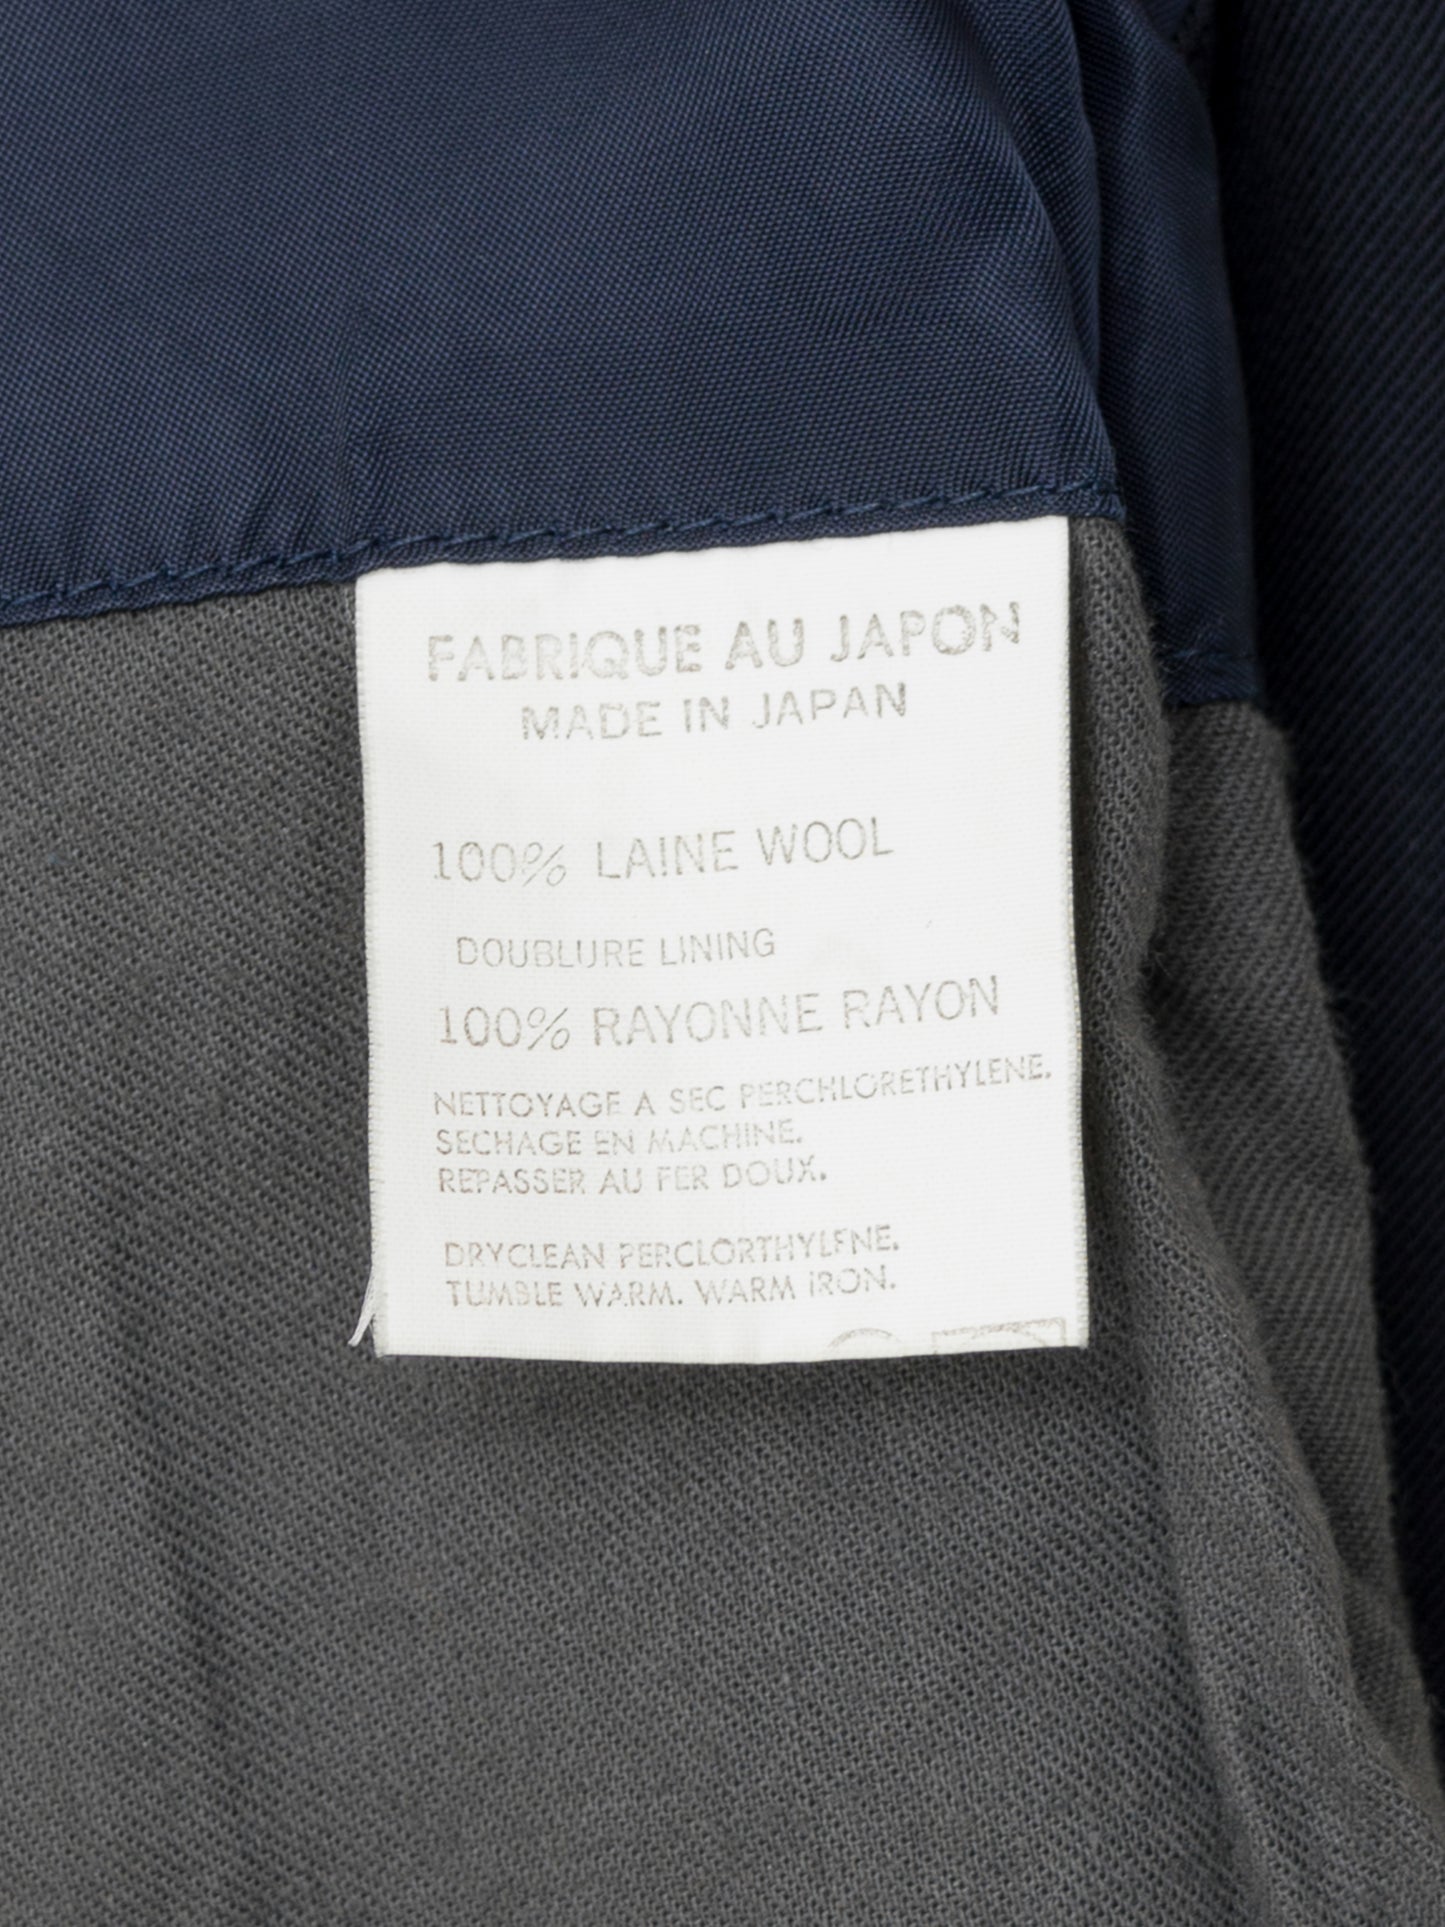 FABRIQUE AU JAPON
MADE IN JAPAN
100% LAINE WOOL
DOUBLURE LINING
100% RAYONNE RAYON
NETTOYAGE A SEC PERCHLORETHYLENE.
SECHAGE EN MACHINE.
REPASSER AU FER DOUX.
DRYCLEAN PERCLORTHYLENE.
TUMBLE WARM. WARM IRON.